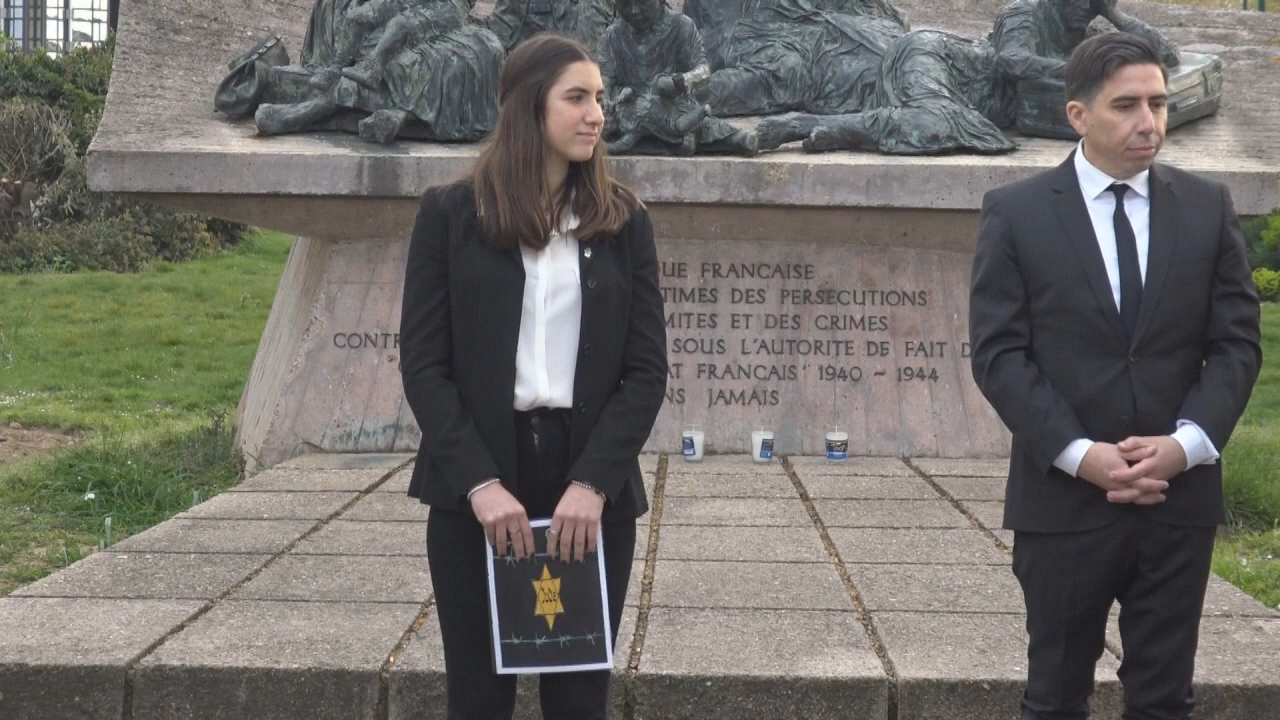 QUE FRANCAISE
TIMES DES PERSECUTIONS
MITES ET DES CRIMES
CONTR SOUS L'AUTORITE DE FAIT D
AT FRANCAIS" 1940 ~ 1944
NS JAMAIS